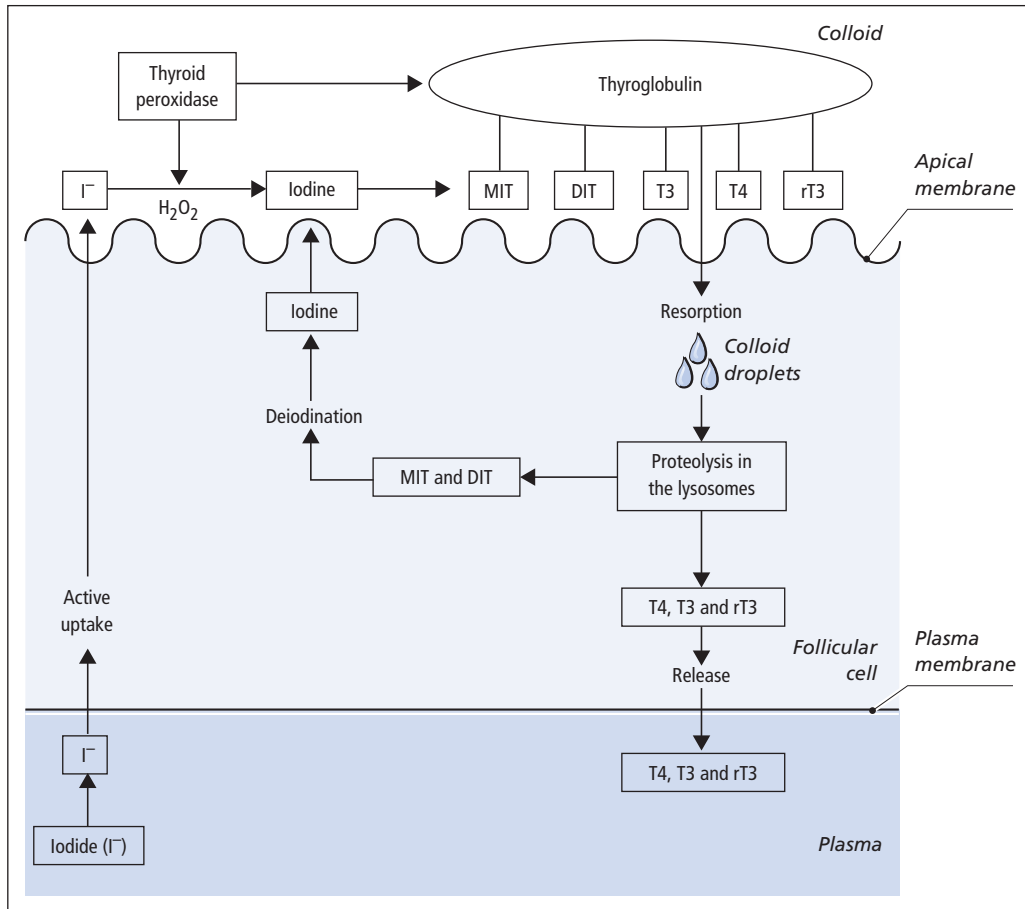 Colloid
Thyroid
peroxidase
Thyroglobulin
Apical
membrane
I⁻
H₂O₂
Iodine
MIT
DIT
T3
T4
rT3
Iodine
Resorption
Colloid
droplets
Deiodination
MIT and DIT
Proteolysis in
the lysosomes
Active
uptake
T4, T3 and rT3
Release
Follicular
cell
Plasma
membrane
I⁻
T4, T3 and rT3
Iodide (I⁻)
Plasma